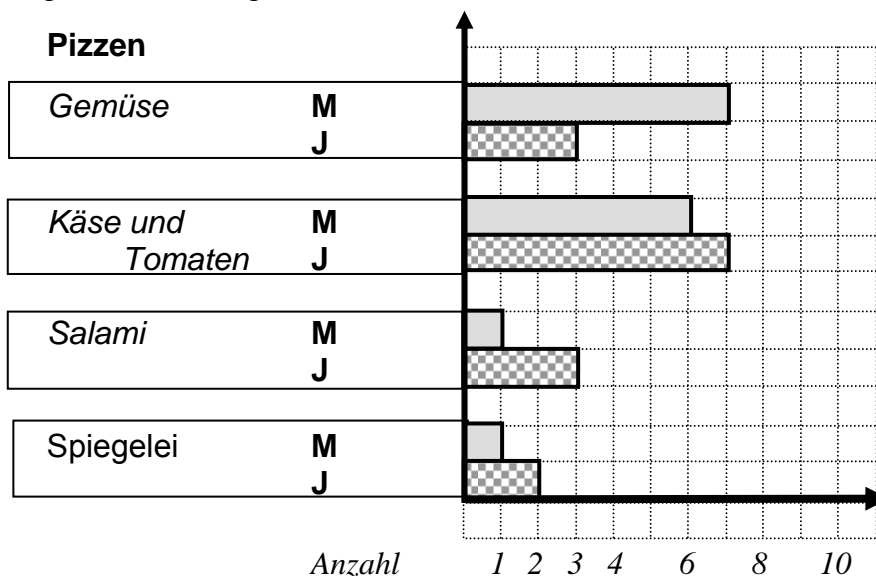 Pizzen
Gemüse M
J
Käse und M
Tomaten J
Salami M
J
Spiegelei M
J
Anzahl 1 2 3 4 6 8 10